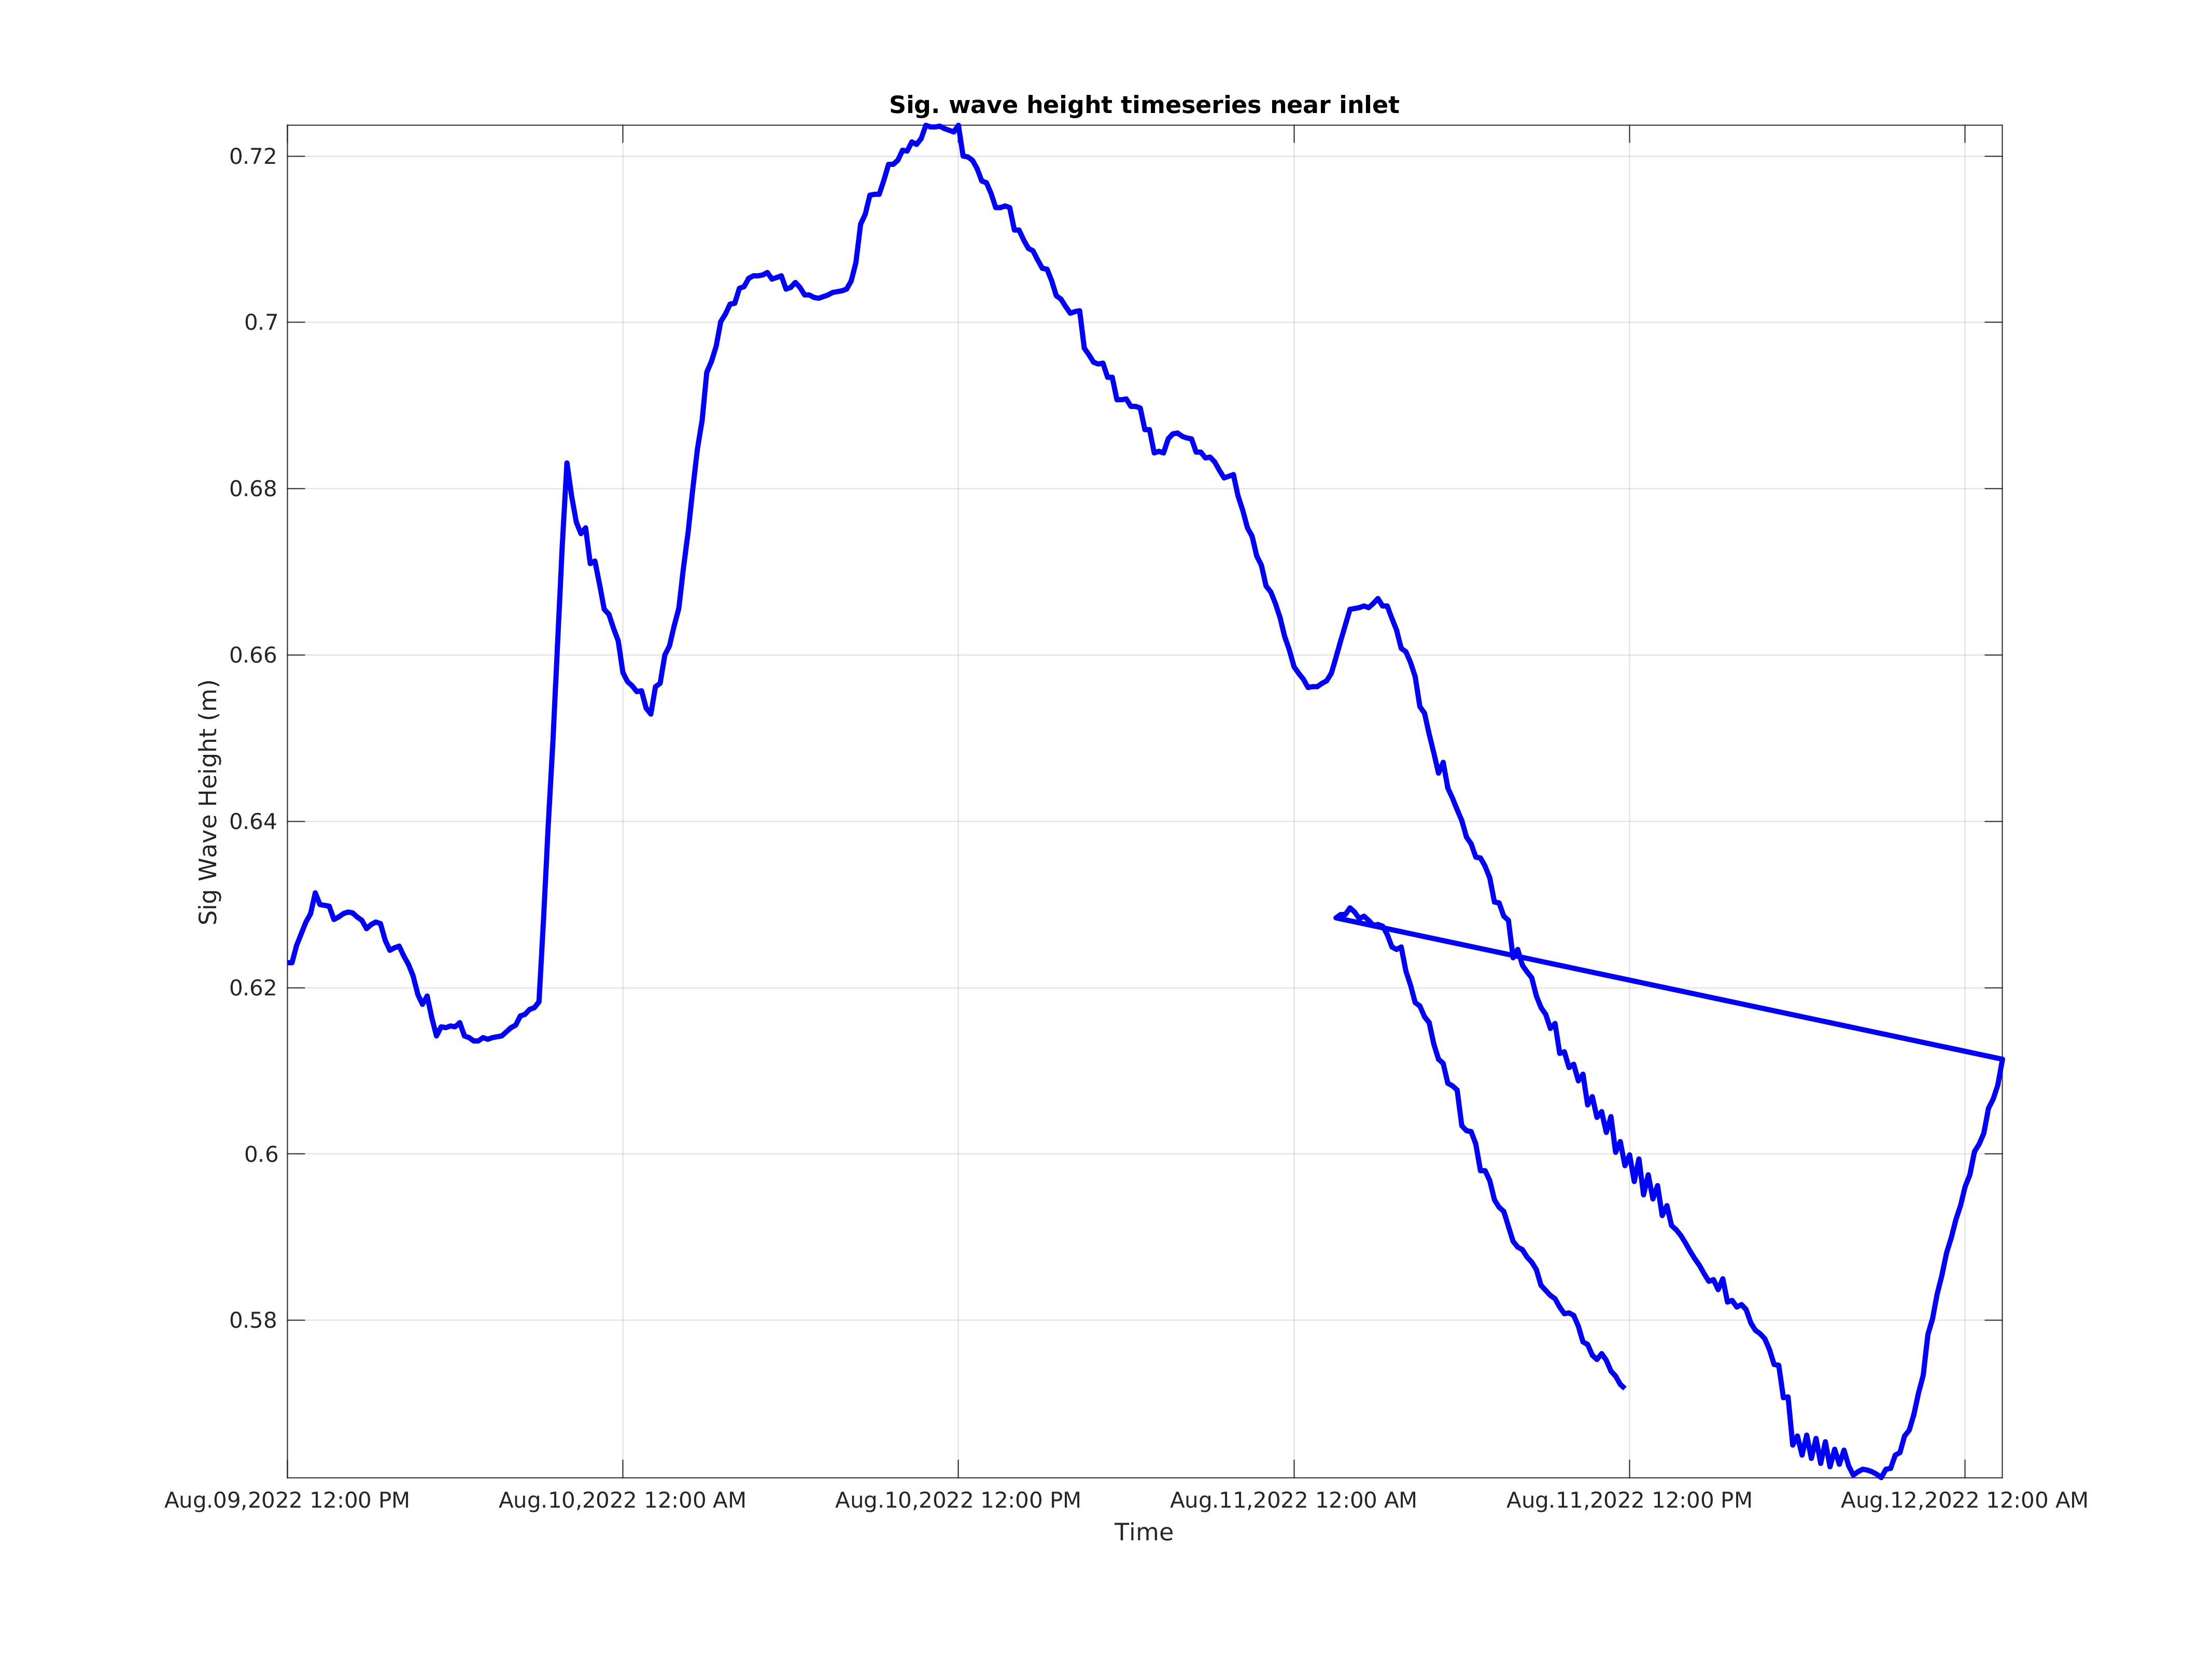 Sig. wave height timeseries near inlet
0.72
0.7
0.68
0.66
0.64
0.62
0.6
0.58
Sig Wave Height (m)
Aug.09,2022 12:00 PM Aug.10,2022 12:00 AM Aug.10,2022 12:00 PM Aug.11,2022 12:00 AM Aug.11,2022 12:00 PM Aug.12,2022 12:00 AM
Time